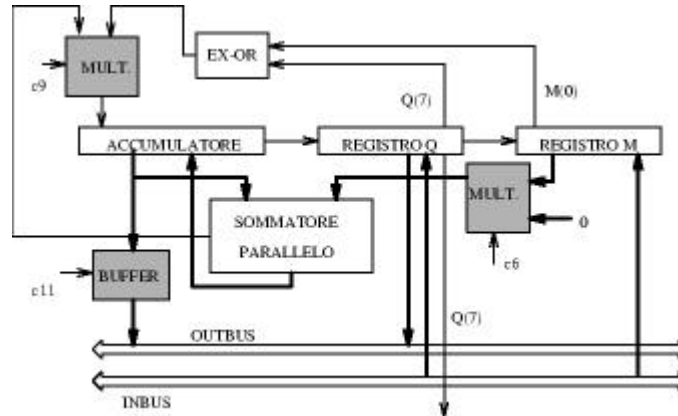 EX-OR
MULT.
c9
Q(7)
M(0)
ACCUMULATORE
REGISTRO Q
REGISTRO M
MULT.
SOMMATORE
PARALLELO
0
c6
BUFFER
c11
Q(7)
OUTBUS
INBUS